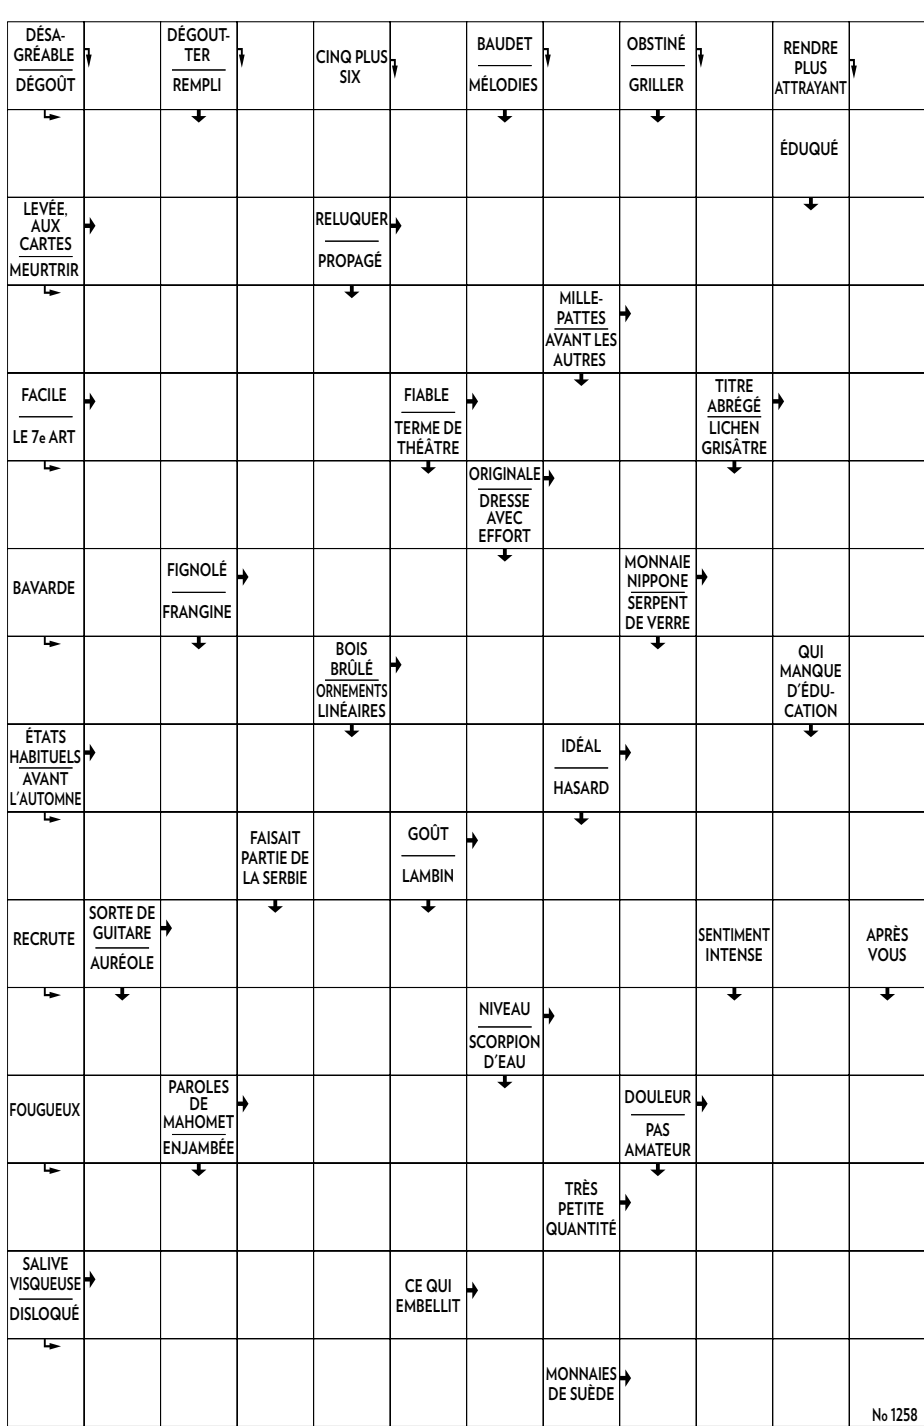 DÉSA-
GRÉABLE
DÉGOÛT
DÉGOUT-
TER
REMPLI
CINQ PLUS
SIX
BAUDET
MÉLODIES
OBSTINÉ
GRILLER
RENDRE
PLUS
ATTRAYANT
ÉDUQUÉ
LEVÉE,
AUX
CARTES
MEURTRIR
RELUQUER
PROPAGÉ
MILLE-
PATTES
AVANT LES
AUTRES
FACILE
LE 7e ART
FIABLE
TERME DE
THÉÂTRE
TITRE
ABRÉGÉ
LICHEN
GRISÂTRE
ORIGINALE
DRESSE
AVEC
EFFORT
BAVARDE
FIGNOLÉ
FRANGINE
MONNAIE
NIPPONE
SERPENT
DE VERRE
BOIS
BRÛLÉ
ORNEMENTS
LINÉAIRES
QUI
MANQUE
D'ÉDU-
CATION
ÉTATS
HABITUELS
AVANT
L'AUTOMNE
IDÉAL
HASARD
FAISAIT
PARTIE DE
LA SERBIE
GOÛT
LAMBIN
RECRUTE
SORTE DE
GUITARE
AURÉOLE
SENTIMENT
INTENSE
APRÈS
VOUS
NIVEAU
SCORPION
D'EAU
FOUGUEUX
PAROLES
DE
MAHOMET
ENJAMBÉE
DOULEUR
PAS
AMATEUR
TRÈS
PETITE
QUANTITÉ
SALIVE
VISQUEUSE
DISLOQUÉ
CE QUI
EMBELLIT
MONNAIES
DE SUÈDE
No 1258